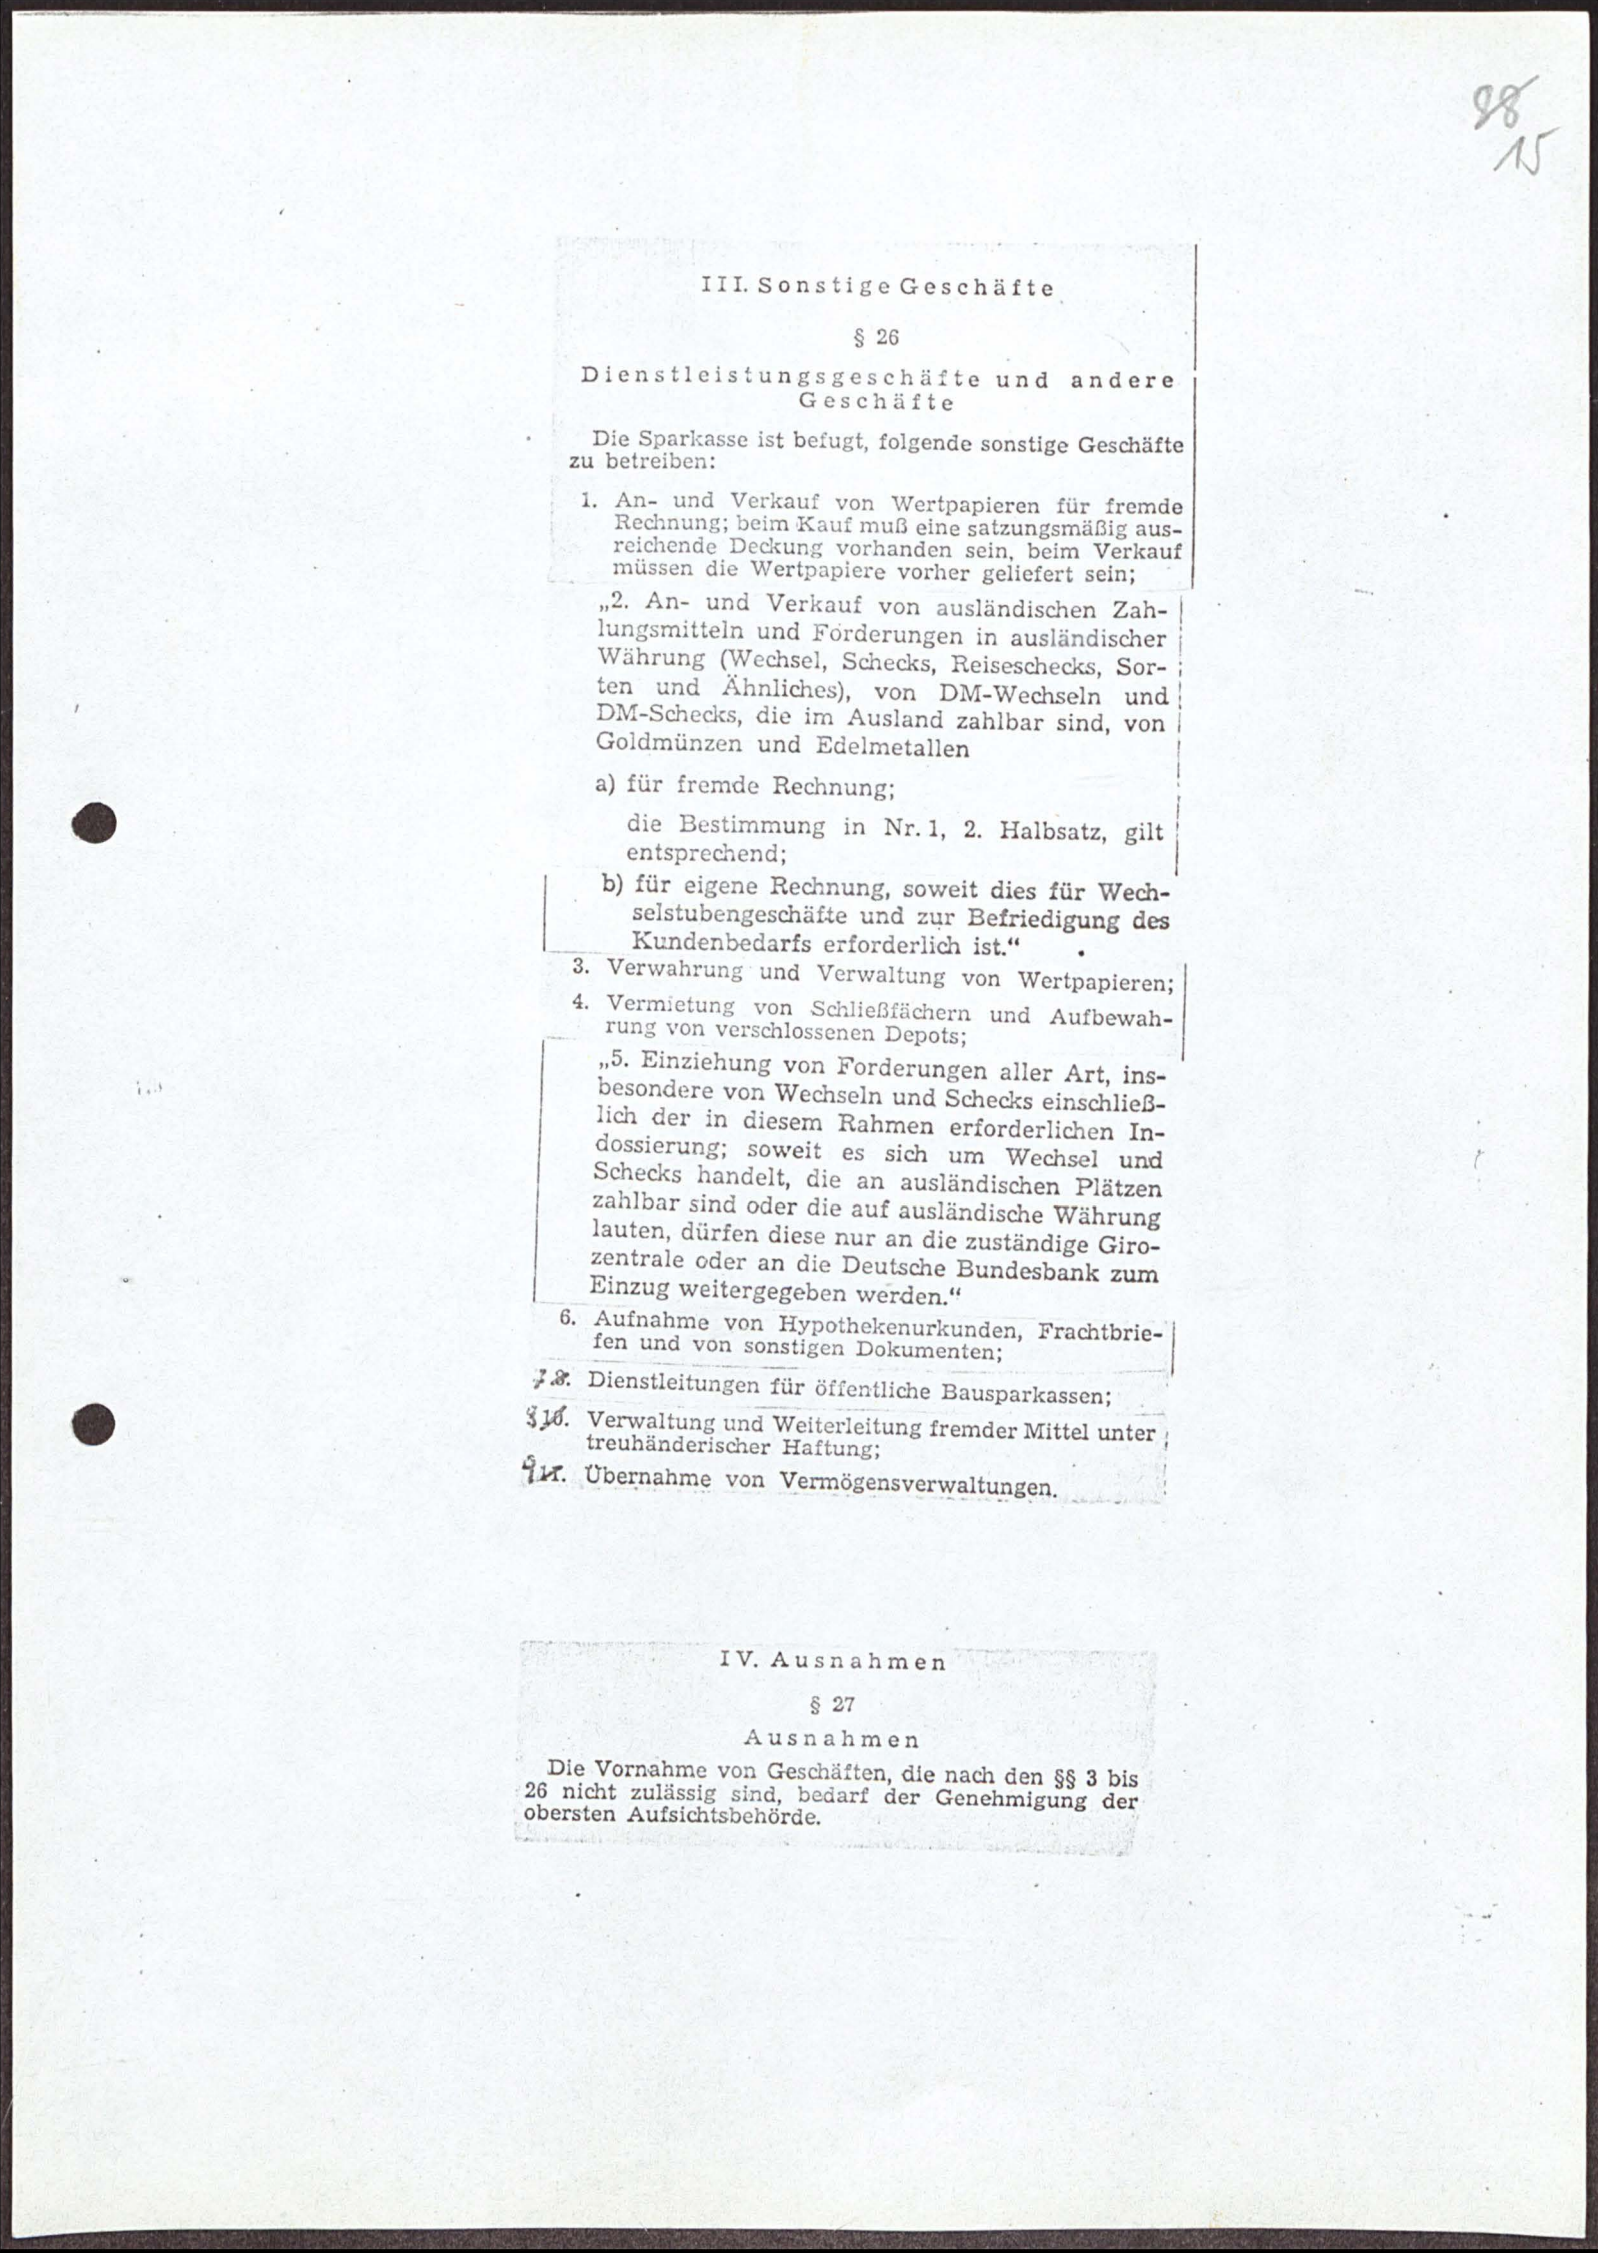 88
15
III. Sonstige Geschäfte
§ 26
Dienstleistungsgeschäfte und andere
Geschäfte
Die Sparkasse ist befugt, folgende sonstige Geschäfte
zu betreiben:
1. An- und Verkauf von Wertpapieren für fremde
Rechnung; beim Kauf muß eine satzungsmäßig aus-
reichende Deckung vorhanden sein, beim Verkauf
müssen die Wertpapiere vorher geliefert sein;
„2. An- und Verkauf von ausländischen Zah-
lungsmitteln und Forderungen in ausländischer
Währung (Wechsel, Schecks, Reiseschecks, Sor-
ten und Ähnliches), von DM-Wechseln und
DM-Schecks, die im Ausland zahlbar sind, von
Goldmünzen und Edelmetallen
a) für fremde Rechnung;
die Bestimmung in Nr. 1, 2. Halbsatz, gilt
entsprechend;
b) für eigene Rechnung, soweit dies für Wech-
selstubengeschäfte und zur Befriedigung des
Kundenbedarfs erforderlich ist.“
3. Verwahrung und Verwaltung von Wertpapieren;
4. Vermietung von Schließfächern und Aufbewah-
rung von verschlossenen Depots;
„5. Einziehung von Forderungen aller Art, ins-
besondere von Wechseln und Schecks einschließ-
lich der in diesem Rahmen erforderlichen In-
dossierung; soweit es sich um Wechsel und
Schecks handelt, die an ausländischen Plätzen
zahlbar sind oder die auf ausländische Währung
lauten, dürfen diese nur an die zuständige Giro-
zentrale oder an die Deutsche Bundesbank zum
Einzug weitergegeben werden.“
6. Aufnahme von Hypothekenurkunden, Frachtbrie-
fen und von sonstigen Dokumenten;
7 8. Dienstleitungen für öffentliche Bausparkassen;
8 10. Verwaltung und Weiterleitung fremder Mittel unter
treuhänderischer Haftung;
9 11. Übernahme von Vermögensverwaltungen.
IV. Ausnahmen
§ 27
Ausnahmen
Die Vornahme von Geschäften, die nach den §§ 3 bis
26 nicht zulässig sind, bedarf der Genehmigung der
obersten Aufsichtsbehörde.